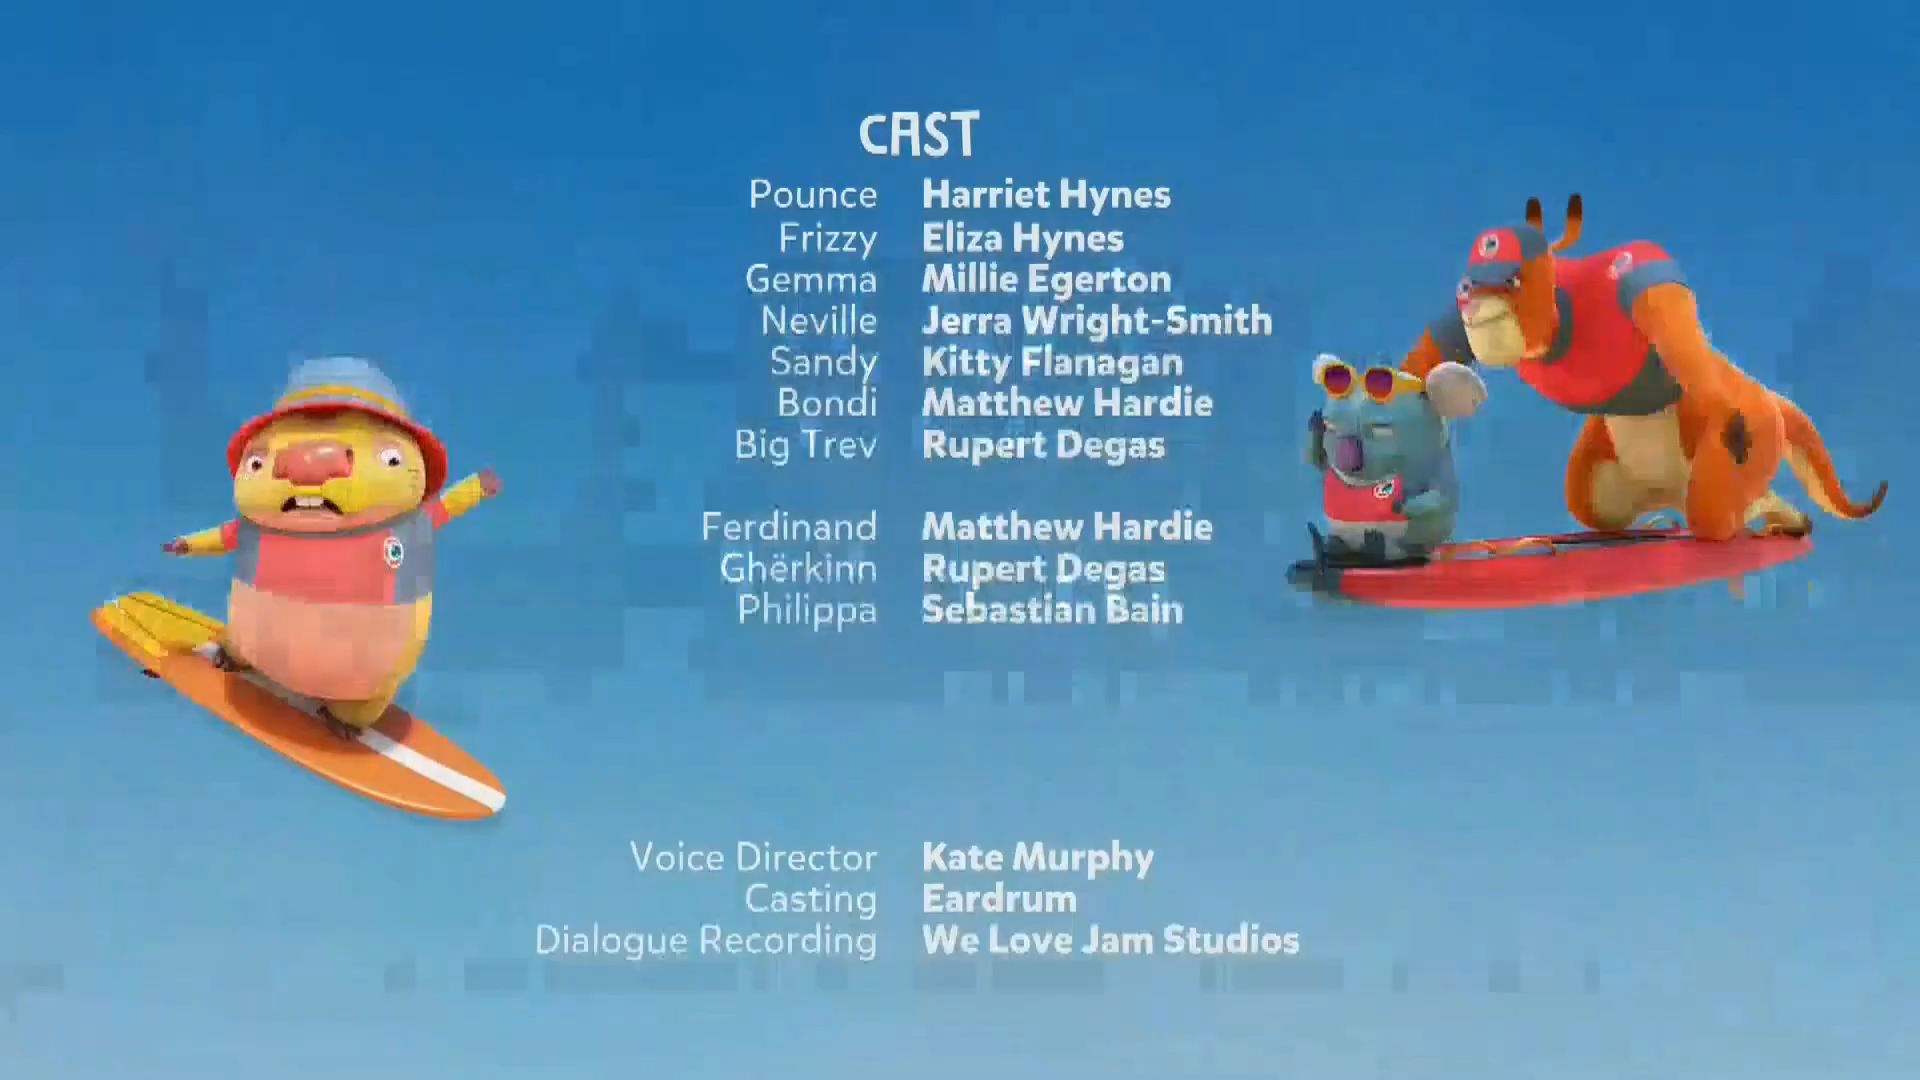 CAST
Pounce Harriet Hynes
Frizzy Eliza Hynes
Gemma Millie Egerton
Neville Jerra Wright-Smith
Sandy Kitty Flanagan
Bondi Matthew Hardie
Big Trev Rupert Degas
Ferdinand Matthew Hardie
Ghërkinn Rupert Degas
Philippa Sebastian Bain
Voice Director Kate Murphy
Casting Eardrum
Dialogue Recording We Love Jam Studios